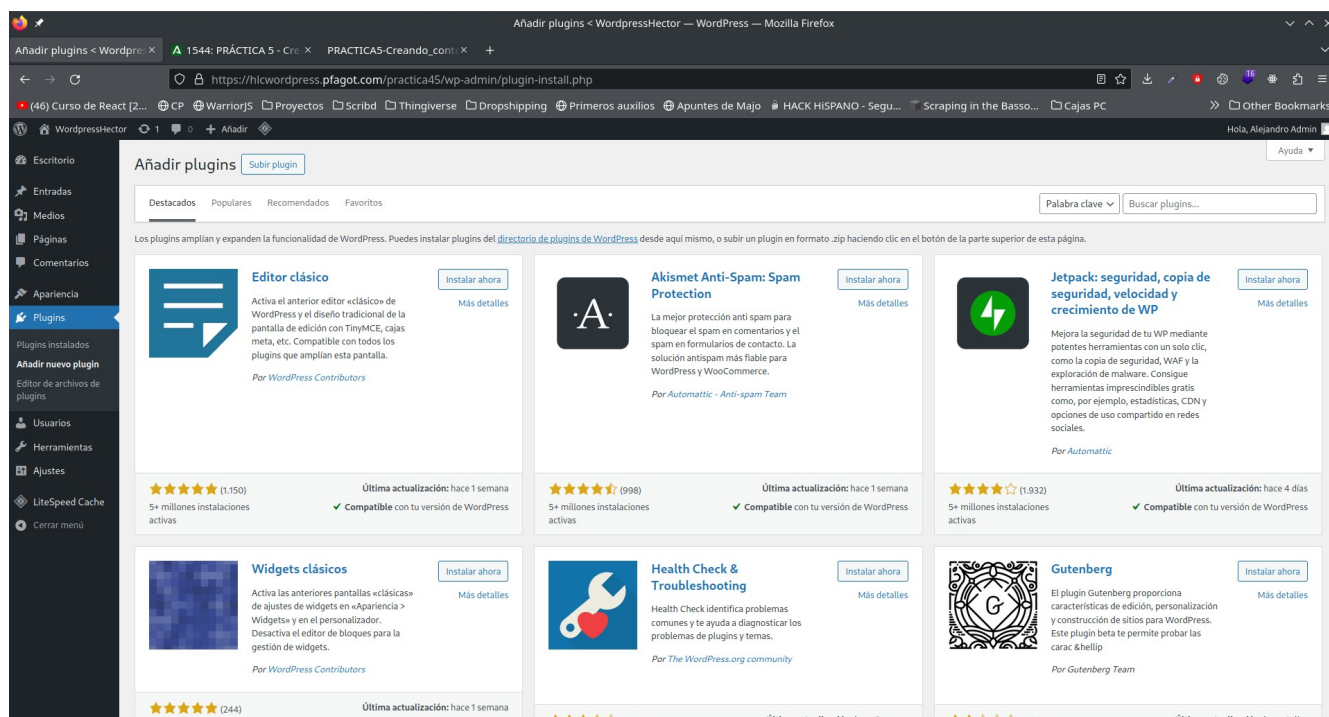 Añadir plugins < WordpressHector — WordPress — Mozilla Firefox
Añadir plugins < Wordpre
1544: PRÁCTICA 5 - Cre
PRACTICA5-Creando_cont
https://hlcwordpress.pfagot.com/practica45/wp-admin/plugin-install.php
16
(46) Curso de React [2... CP WarriorJS Proyectos Scribd Thingiverse Dropshipping Primeros auxilios Apuntes de Majo HACK HiSPANO - Segu... Scraping in the Basso... Cajas PC Other Bookmarks
WordpressHector 1 0 + Añadir
Hola, Alejandro Admin
Escritorio
Entradas
Medios
Páginas
Comentarios
Apariencia
Plugins
Plugins instalados
Añadir nuevo plugin
Editor de archivos de
plugins
Usuarios
Herramientas
Ajustes
LiteSpeed Cache
Cerrar menú
Ayuda
Añadir plugins Subir plugin
Destacados Populares Recomendados Favoritos
Palabra clave Buscar plugins...
Los plugins amplían y expanden la funcionalidad de WordPress. Puedes instalar plugins del directorio de plugins de WordPress desde aquí mismo, o subir un plugin en formato .zip haciendo clic en el botón de la parte superior de esta página.
Editor clásico
Instalar ahora
Más detalles
Activa el anterior editor «clásico» de
WordPress y el diseño tradicional de la
pantalla de edición con TinyMCE, cajas
meta, etc. Compatible con todos los
plugins que amplían esta pantalla.
Por WordPress Contributors
(1.150)
5+ millones instalaciones
activas
Última actualización: hace 1 semana
Compatible con tu versión de WordPress
·A·
Akismet Anti-Spam: Spam
Protection
Instalar ahora
Más detalles
La mejor protección anti spam para
bloquear el spam en comentarios y el
spam en formularios de contacto. La
solución antispam más fiable para
WordPress y WooCommerce.
Por Automattic - Anti-spam Team
(998)
5+ millones instalaciones
activas
Última actualización: hace 1 semana
Compatible con tu versión de WordPress
Jetpack: seguridad, copia de
seguridad, velocidad y
crecimiento de WP
Instalar ahora
Más detalles
Mejora la seguridad de tu WP mediante
potentes herramientas con un solo clic,
como la copia de seguridad, WAF y la
exploración de malware. Consigue
herramientas imprescindibles gratis
como, por ejemplo, estadísticas, CDN y
opciones de uso compartido en redes
sociales.
Por Automattic
(1.932)
5+ millones instalaciones
activas
Última actualización: hace 4 días
Compatible con tu versión de WordPress
Widgets clásicos
Instalar ahora
Más detalles
Activa las anteriores pantallas «clásicas»
de ajustes de widgets en «Apariencia >
Widgets» y en el personalizador.
Desactiva el editor de bloques para la
gestión de widgets.
Por WordPress Contributors
(244)
Última actualización: hace 1 semana
Health Check &
Troubleshooting
Instalar ahora
Más detalles
Health Check identifica problemas
comunes y te ayuda a diagnosticar los
problemas de plugins y temas.
Por The WordPress.org community
G
Gutenberg
Instalar ahora
Más detalles
El plugin Gutenberg proporciona
características de edición, personalización
y construcción de sitios para WordPress.
Este plugin beta te permite probar las
carac &hellip
Por Gutenberg Team